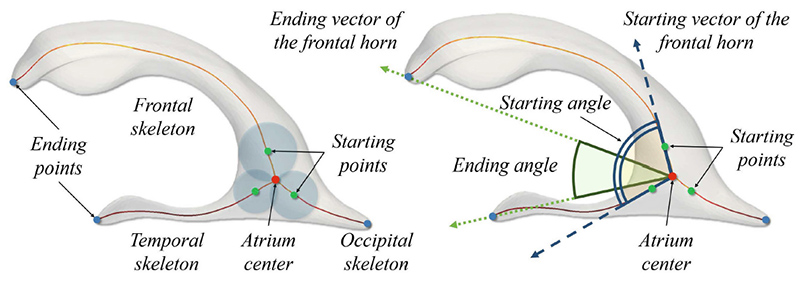 Ending vector of
the frontal horn
Starting vector of the
frontal horn
Frontal
skeleton
Ending
points
Starting
points
Temporal
skeleton
Atrium
center
Occipital
skeleton
Starting angle
Ending angle
Starting
points
Atrium
center